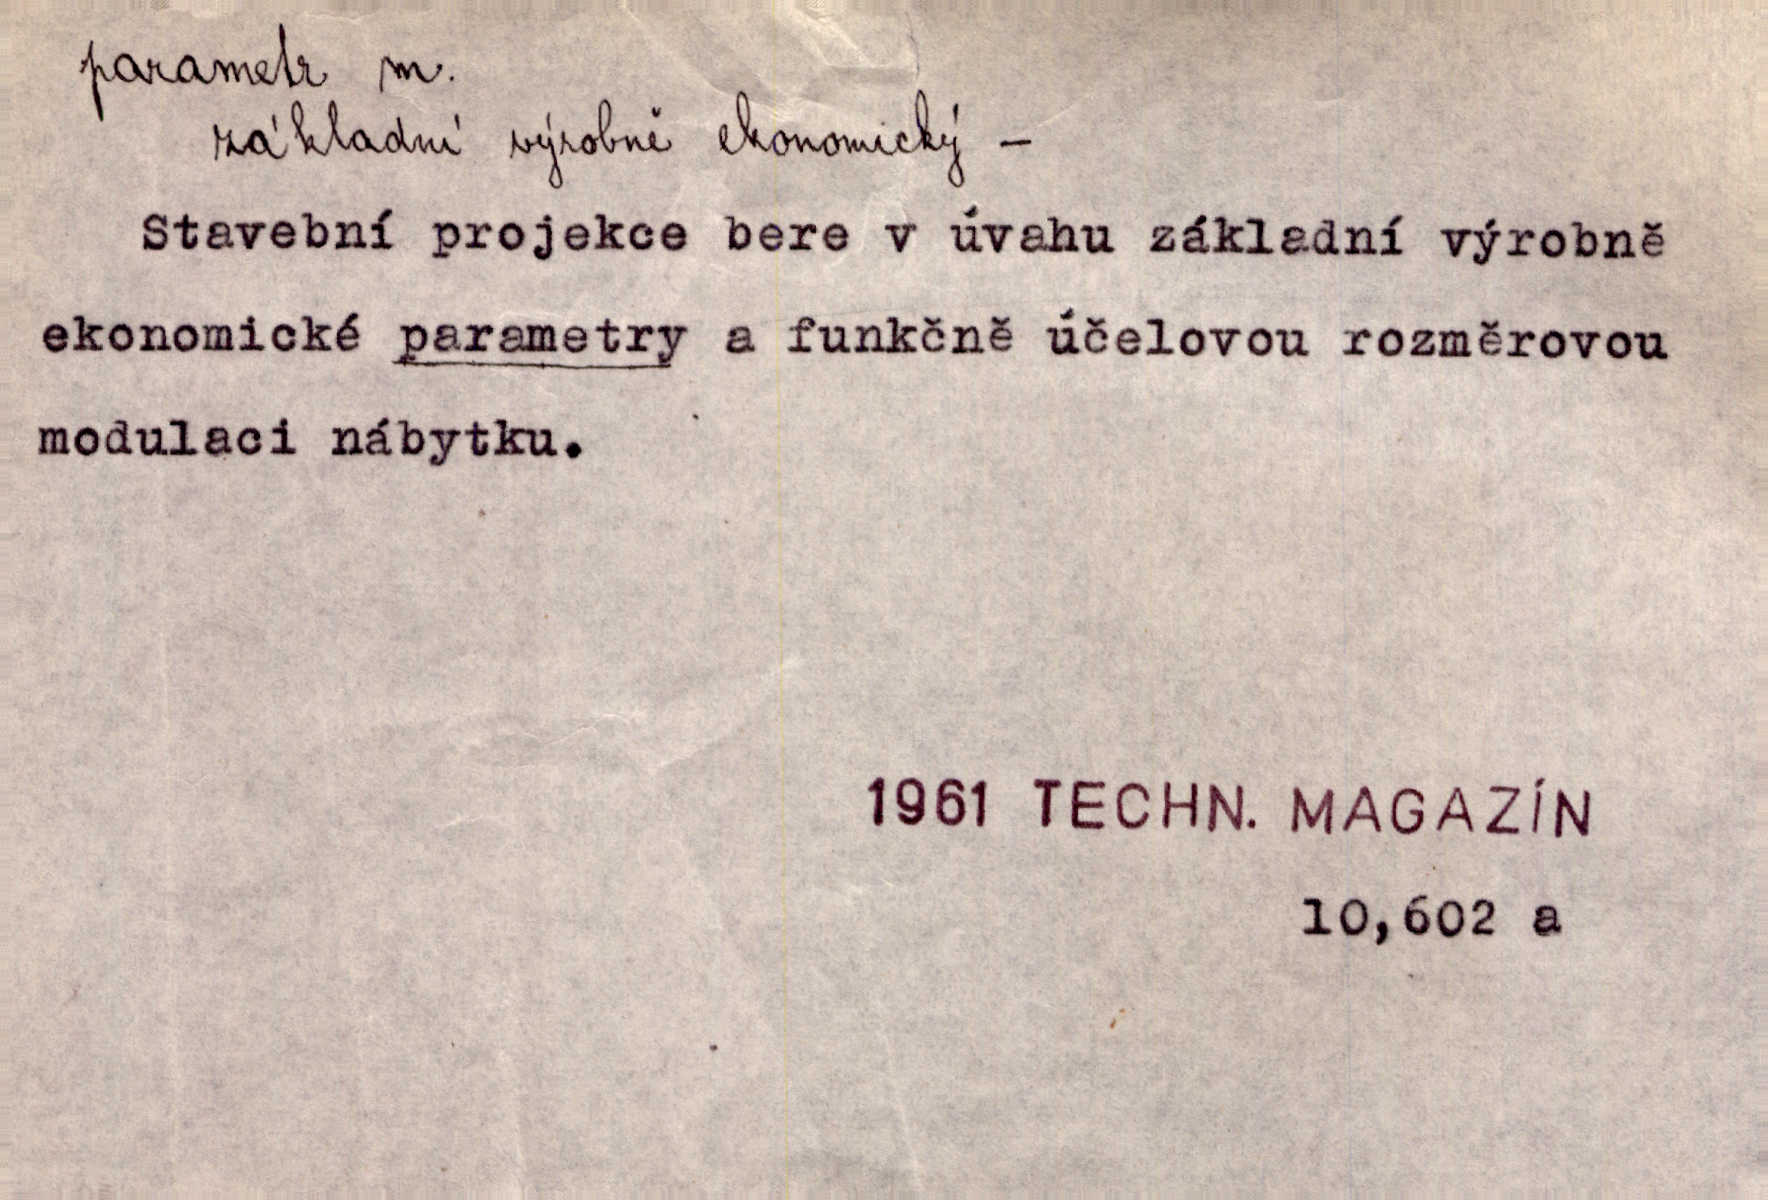 parametr m.
základní výrobně ekonomický –
Stavební projekce bere v úvahu základní výrobně
ekonomické parametry a funkčně účelovou rozměrovou
modulaci nábytku.
1961 TECHN. MAGAZÍN
10,602 a